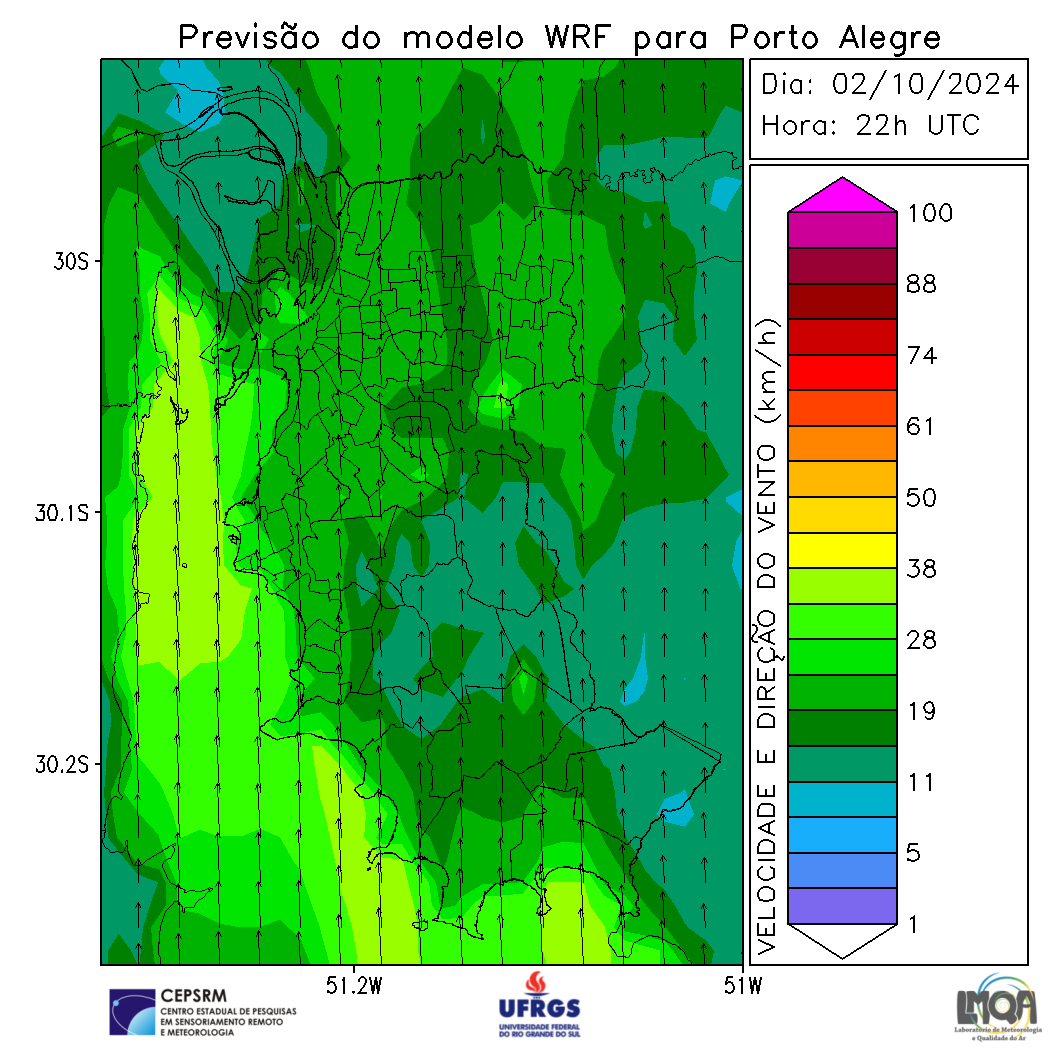 Previsão do modelo WRF para Porto Alegre
Dia: 02/10/2024
Hora: 22h UTC
30S
30.1S
30.2S
51.2W
51W
VELOCIDADE E DIREÇÃO DO VENTO (km/h)
100
88
74
61
50
38
28
19
11
5
1
CEPSRM
CENTRO ESTADUAL DE PESQUISAS
EM SENSORIAMENTO REMOTO
E METEOROLOGIA
UFRGS
UNIVERSIDADE FEDERAL
DO RIO GRANDE DO SUL
LMQA
Laboratório de Meteorologia
e Qualidade do Ar